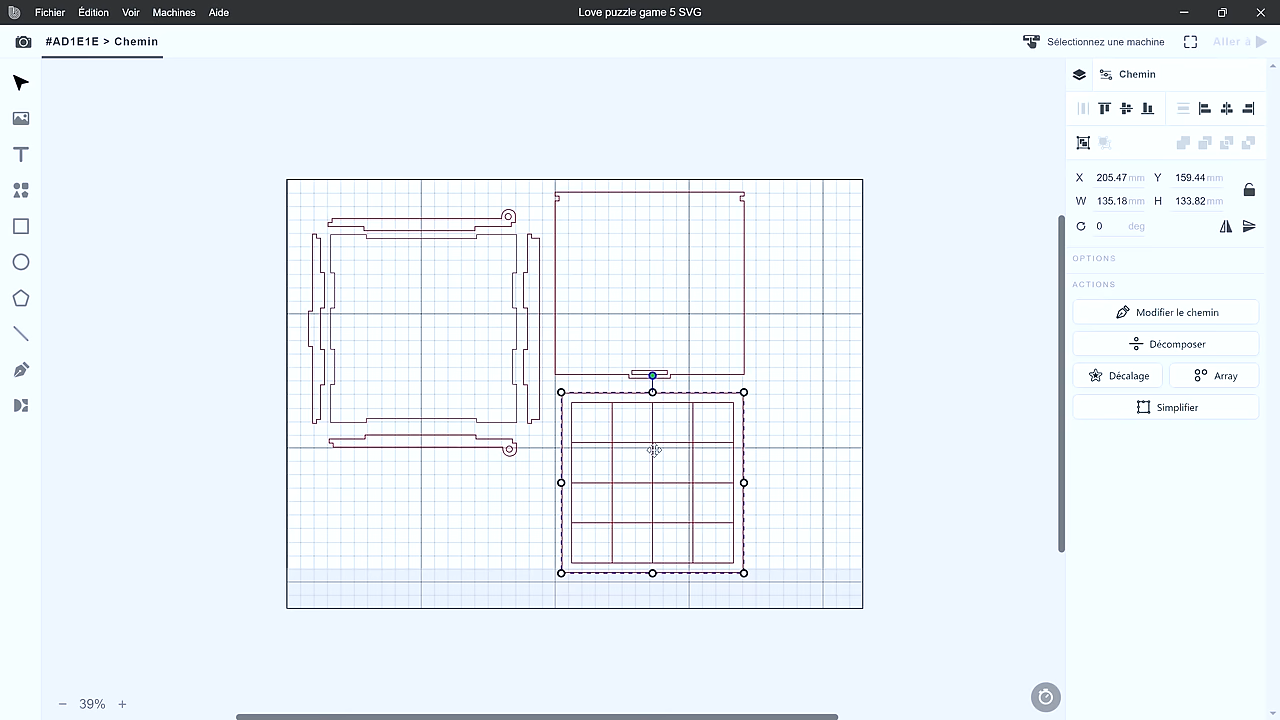 Fichier Édition Voir Machines Aide Love puzzle game 5 SVG
#AD1E1E > Chemin Sélectionnez une machine Aller à
Chemin
X 205.47 mm Y 159.44 mm
W 135.18 mm H 133.82 mm
0 deg
OPTIONS
ACTIONS
Modifier le chemin
Décomposer
Décalage Array
Simplifier
39%